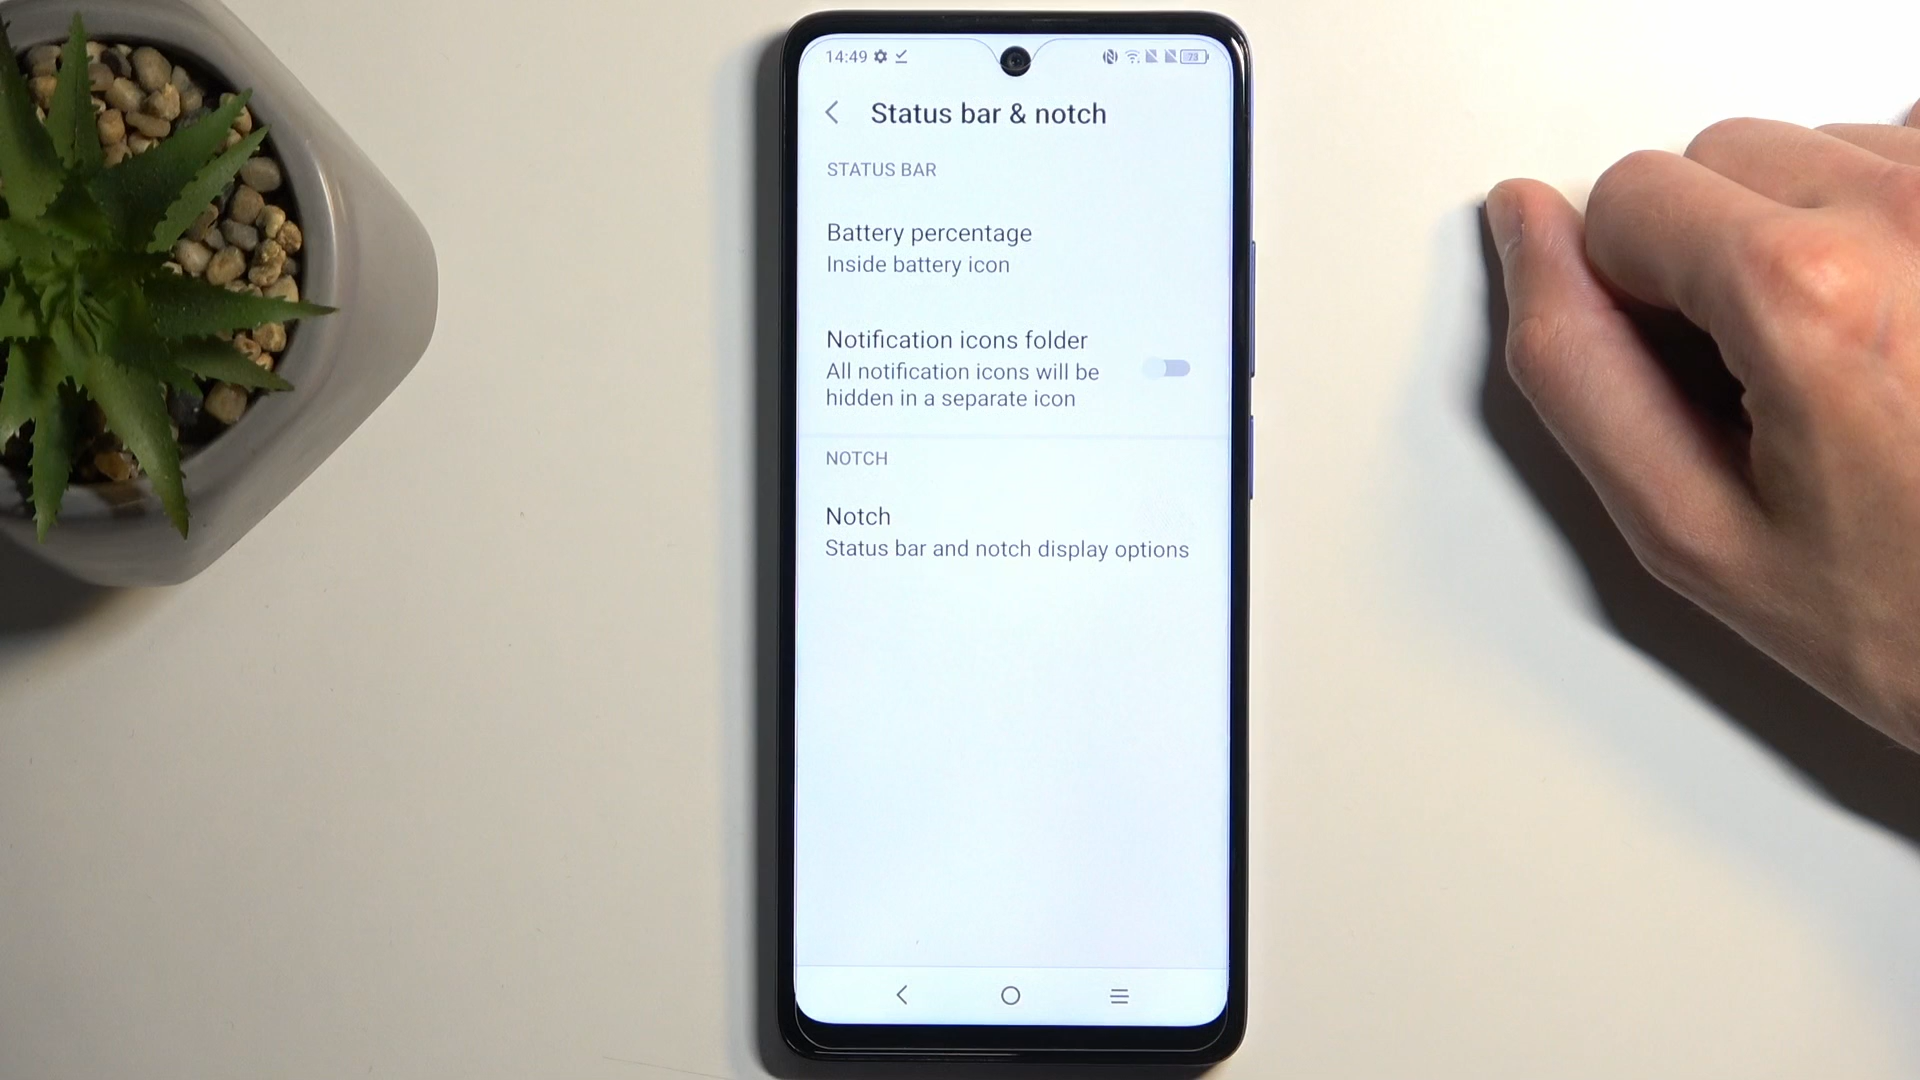 14:49 73
Status bar & notch
STATUS BAR
Battery percentage
Inside battery icon
Notification icons folder
All notification icons will be
hidden in a separate icon
NOTCH
Notch
Status bar and notch display options